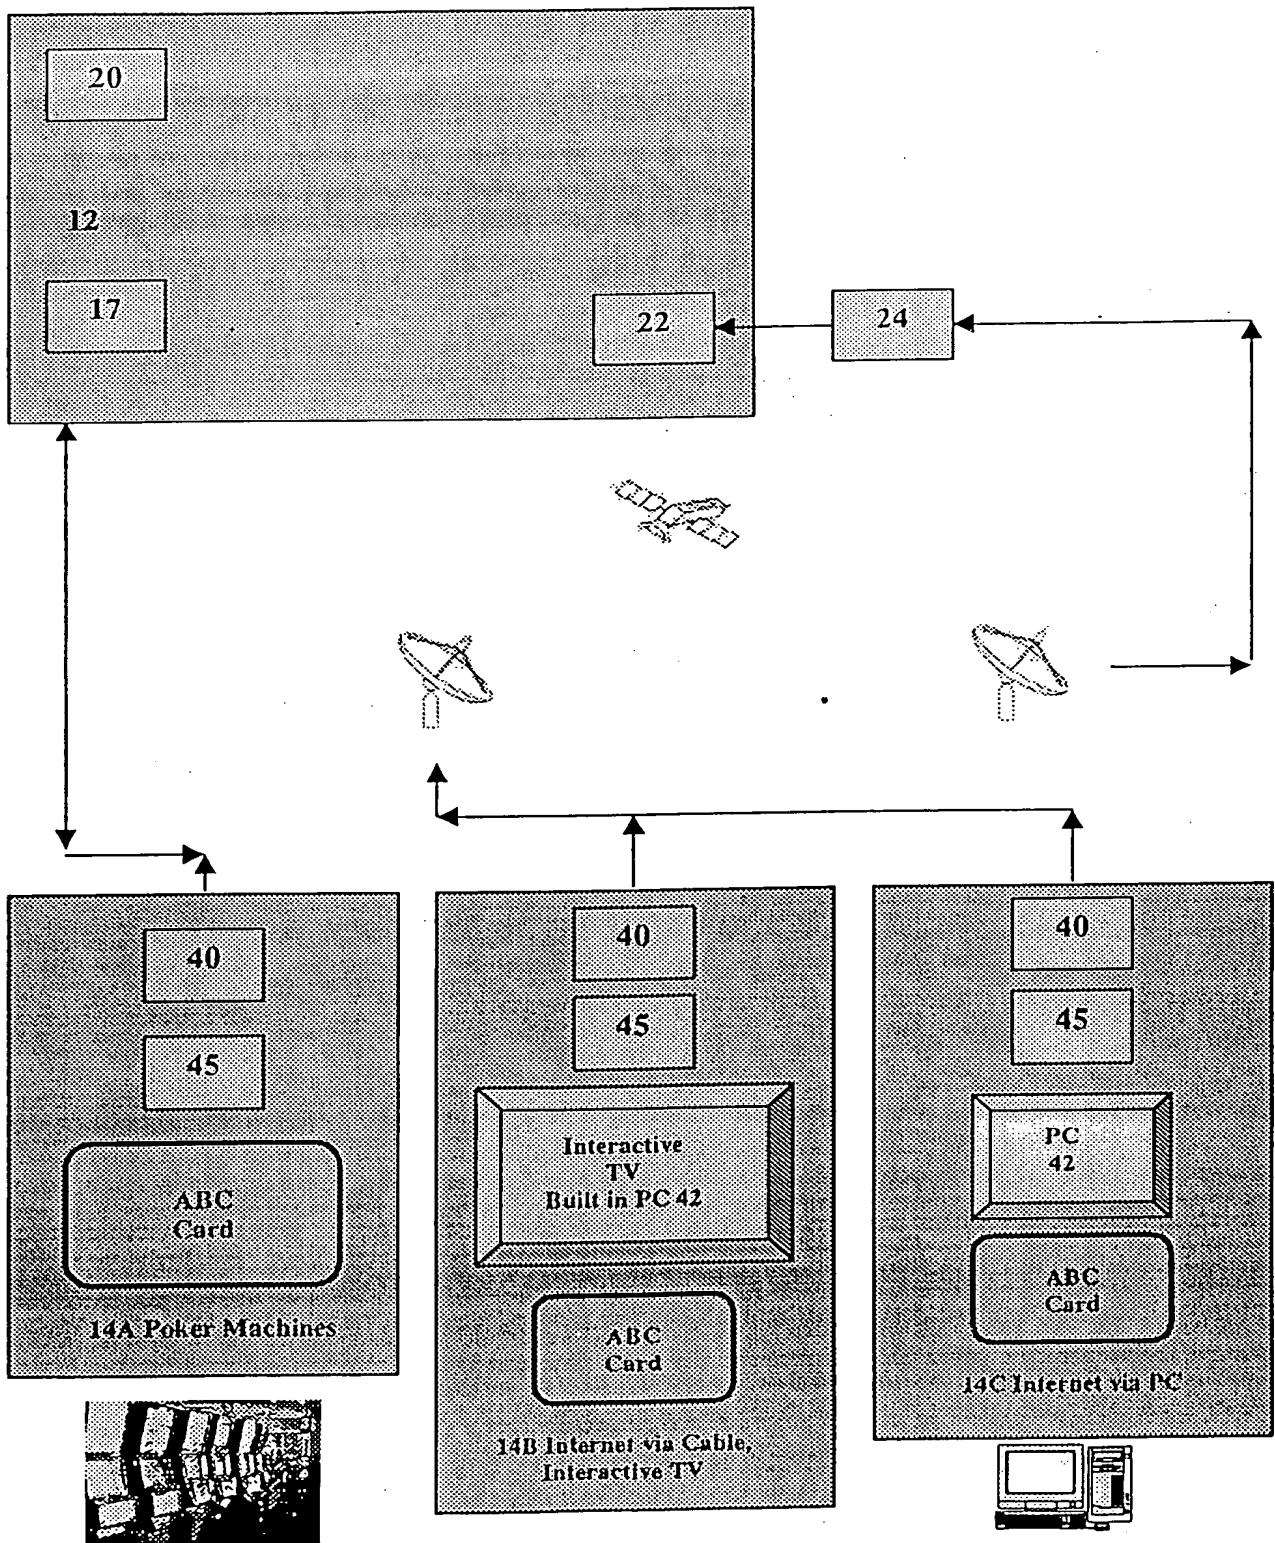 20
12
17
22
24
40
45
ABC
Card
14A Poker Machines
40
45
Interactive
TV
Built in PC 42
ABC
Card
14B Internet via Cable,
Interactive TV
40
45
PC
42
ABC
Card
14C Internet via PC